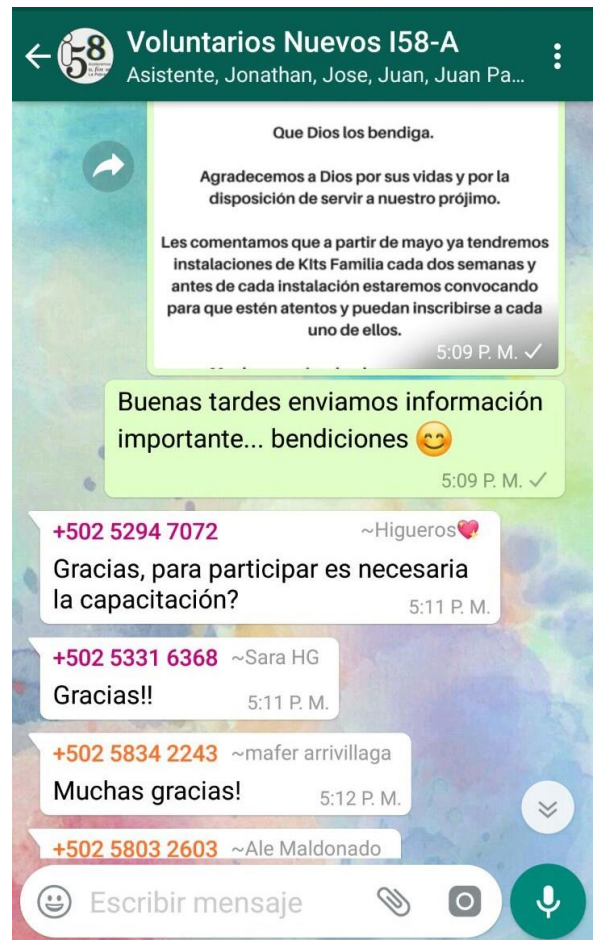 Voluntarios Nuevos I58-A
Asistente, Jonathan, Jose, Juan, Juan Pa...
i58
Que Dios los bendiga.
Agradecemos a Dios por sus vidas y por la
disposición de servir a nuestro prójimo.
Les comentamos que a partir de mayo ya tendremos
instalaciones de KIts Familia cada dos semanas y
antes de cada instalación estaremos convocando
para que estén atentos y puedan inscribirse a cada
uno de ellos.
5:09 P. M.
Buenas tardes enviamos información
importante... bendiciones 😊
5:09 P. M.
+502 5294 7072 ~Higueros💘
Gracias, para participar es necesaria
la capacitación?
5:11 P. M.
+502 5331 6368 ~Sara HG
Gracias!!
5:11 P. M.
+502 5834 2243 ~mafer arrivillaga
Muchas gracias!
5:12 P. M.
+502 5803 2603 ~Ale Maldonado
Escribir mensaje